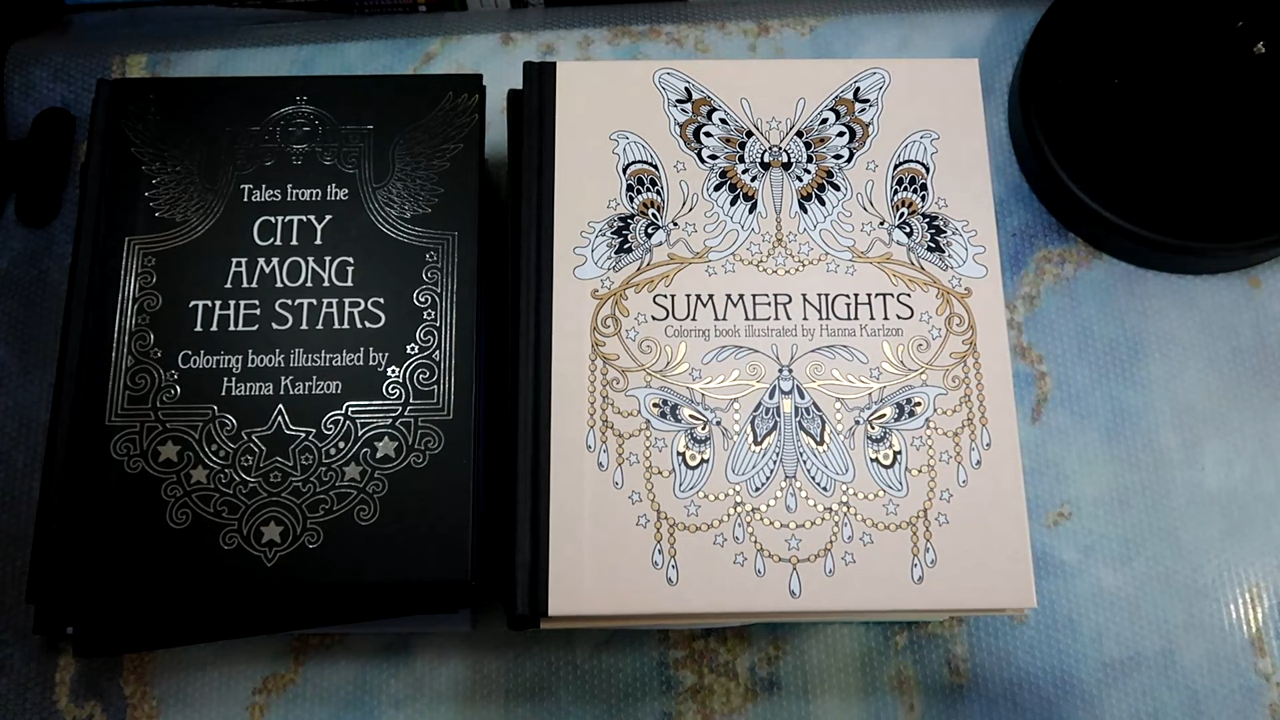 Tales from the
CITY
AMONG
THE STARS
Coloring book illustrated by
Hanna Karlzon
SUMMER NIGHTS
Coloring book illustrated by Hanna Karlzon